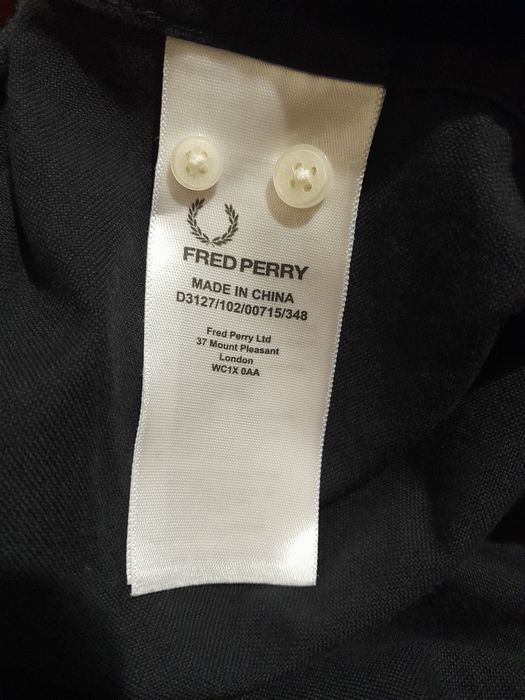 FRED PERRY
MADE IN CHINA
D3127/102/00715/348
Fred Perry Ltd
37 Mount Pleasant
London
WC1X 0AA